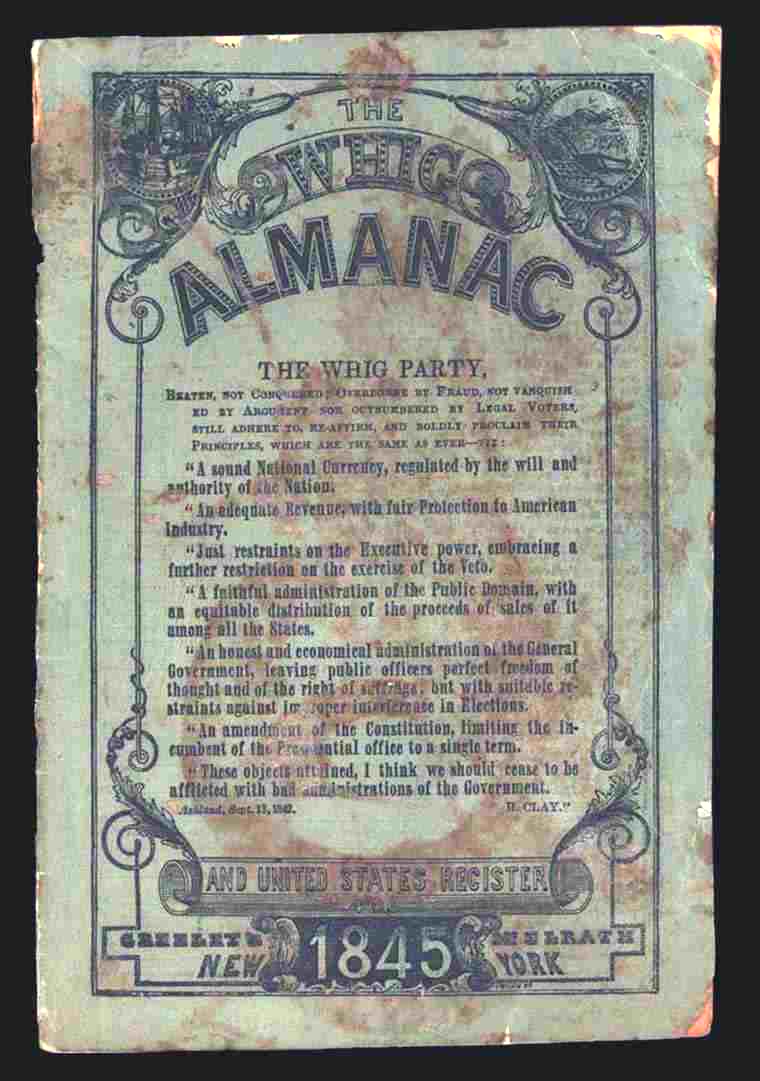 THE
WHIG
ALMANAC
THE WHIG PARTY,
BEATEN, NOT CONQUERED; OVERBORNE BY FRAUD, NOT VANQUISH
ED BY ARGUMENT NOR OUTNUMBERED BY LEGAL VOTERS,
STILL ADHERE TO, RE-AFFIRM, AND BOLDLY PROCLAIM THEIR
PRINCIPLES, WHICH ARE THE SAME AS EVER—VIZ:
"A sound National Currency, regulated by the will and
authority of the Nation.
"An adequate Revenue, with fair Protection to American
Industry.
"Just restraints on the Executive power, embracing a
further restriction on the exercise of the Veto.
"A faithful administration of the Public Domain, with
an equitable distribution of the proceeds of sales of it
among all the States.
"An honest and economical administration of the General
Government, leaving public officers perfect freedom of
thought and of the right of suffrage; but with suitable re-
straints against improper interference in Elections.
"An amendment of the Constitution, limiting the in-
cumbent of the Presidential office to a single term.
"These objects attained, I think we should cease to be
afflicted with bad administrations of the Government.
Ashland, Sept. 13, 1842. H. CLAY."
AND UNITED STATES REGISTER
FOR
GREELEY & McELRATH
NEW 1845 YORK